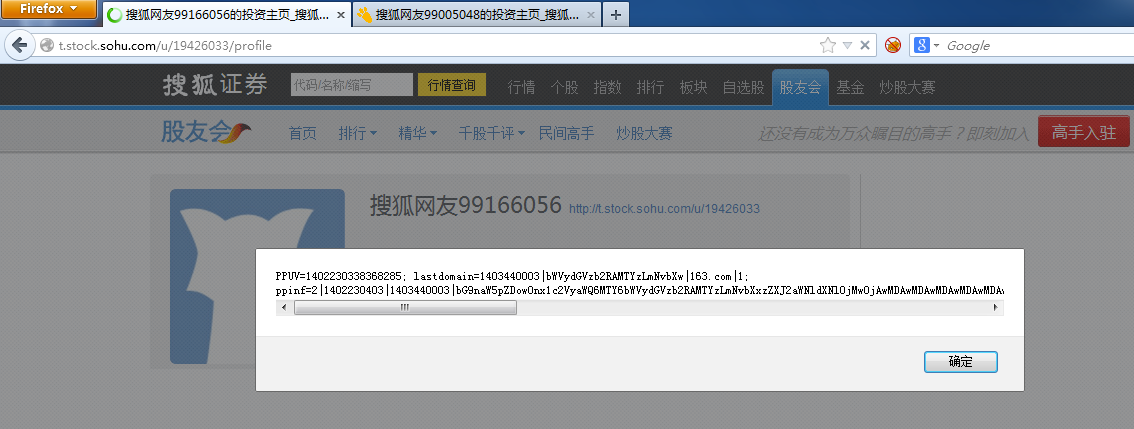 Firefox
搜狐网友99166056的投资主页_搜狐...
搜狐网友99005048的投资主页_搜狐...
t.stock.sohu.com/u/19426033/profile
Google
搜狐证券
代码/名称/缩写
行情查询
行情 个股 指数 排行 板块 自选股 股友会 基金 炒股大赛
股友会
首页 排行 精华 千股千评 民间高手 炒股大赛
还没有成为万众瞩目的高手？即刻加入
高手入驻
搜狐网友99166056 http://t.stock.sohu.com/u/19426033
PPUV=1402230338368285; lastdomain=1403440003|bWVydGVzb2RAMTYzLmNvbXw|163.com|1;
ppinf=2|1402230403|1403440003|bG9naW5pZDowOnx1c2VyaWQ6MTY6bWVydGVzb2RAMTYzLmNvbXxzZXJ2aWNldXNlOjMwOjAwMDAwMDAwMDAwMDAwMDAw
确定